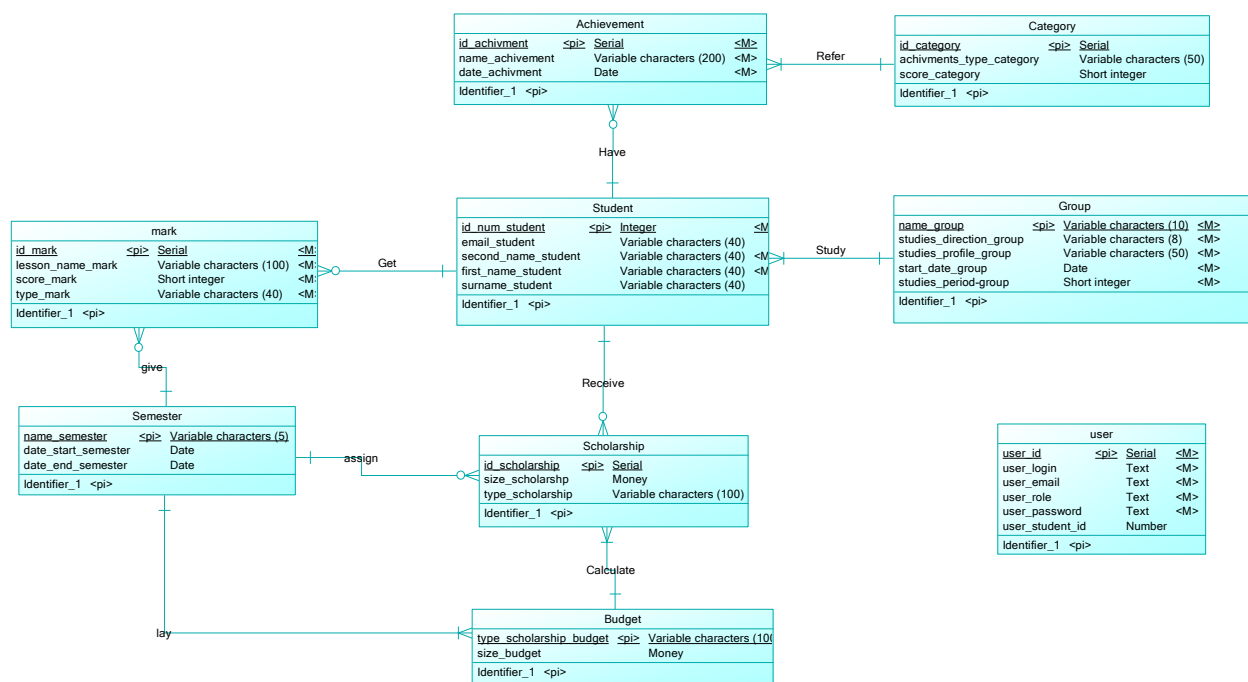 Achievement
id_achivment <pi> Serial <M>
name_achivement Variable characters (200) <M>
date_achivment Date <M>
Identifier_1 <pi>
Refer
Category
id_category <pi> Serial
achivments_type_category Variable characters (50)
score_category Short integer
Identifier_1 <pi>
Have
mark
id_mark <pi> Serial <M>
lesson_name_mark Variable characters (100) <M>
score_mark Short integer <M>
type_mark Variable characters (40) <M>
Identifier_1 <pi>
Get
Student
id_num_student <pi> Integer <M
email_student Variable characters (40)
second_name_student Variable characters (40) <M
first_name_student Variable characters (40) <M
surname_student Variable characters (40)
Identifier_1 <pi>
Study
Group
name_group <pi> Variable characters (10) <M>
studies_direction_group Variable characters (8) <M>
studies_profile_group Variable characters (50) <M>
start_date_group Date <M>
studies_period-group Short integer <M>
Identifier_1 <pi>
give
Receive
Semester
name_semester <pi> Variable characters (5)
date_start_semester Date
date_end_semester Date
Identifier_1 <pi>
assign
Scholarship
id_scholarship <pi> Serial
size_scholarshp Money
type_scholarship Variable characters (100)
Identifier_1 <pi>
user
user_id <pi> Serial <M>
user_login Text <M>
user_email Text <M>
user_role Text <M>
user_password Text <M>
user_student_id Number
Identifier_1 <pi>
Calculate
lay
Budget
type_scholarship_budget <pi> Variable characters (100
size_budget Money
Identifier_1 <pi>